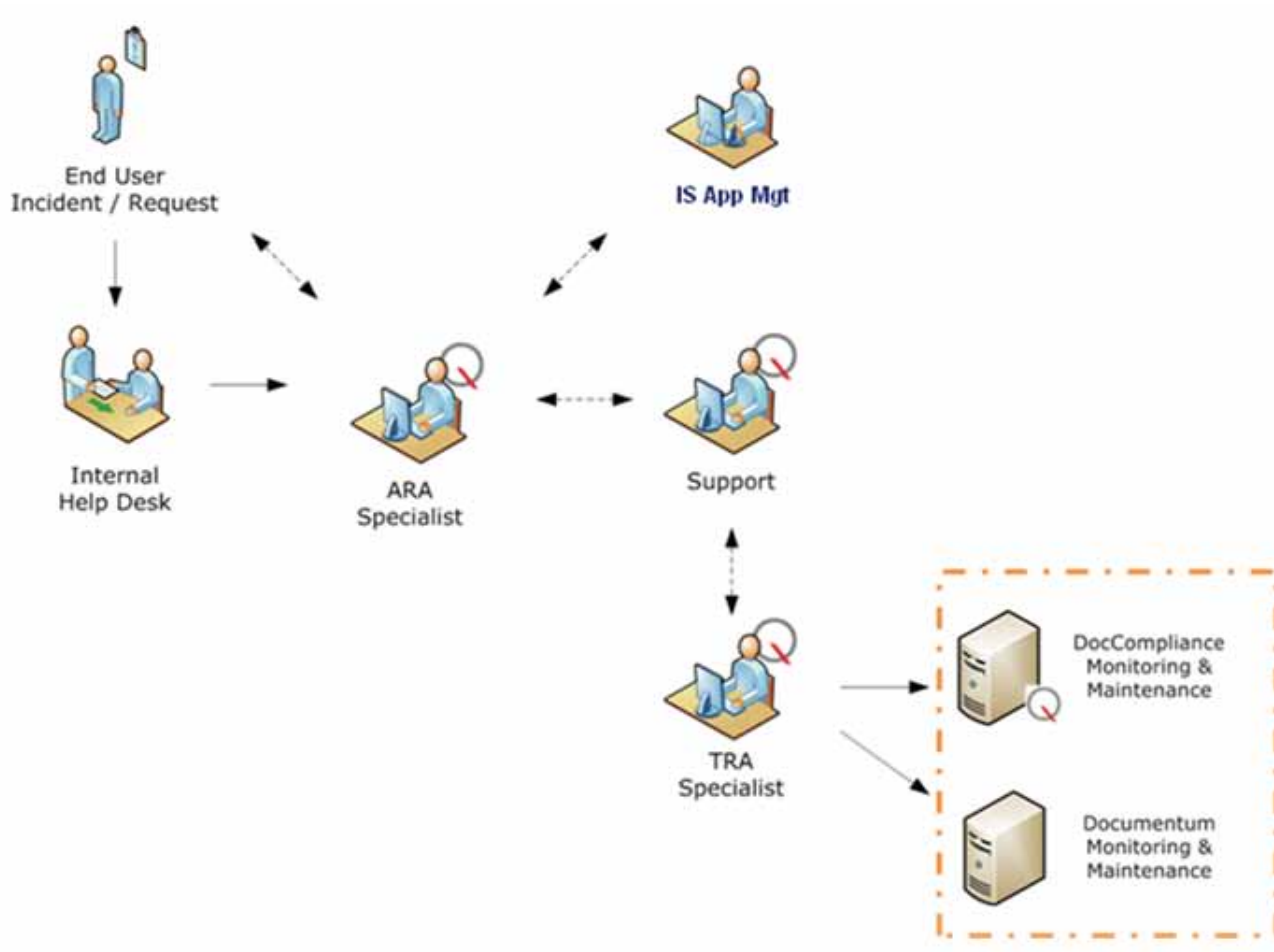 End User
Incident / Request
IS App Mgt
Internal
Help Desk
ARA
Specialist
Support
TRA
Specialist
DocCompliance
Monitoring &
Maintenance
Documentum
Monitoring &
Maintenance